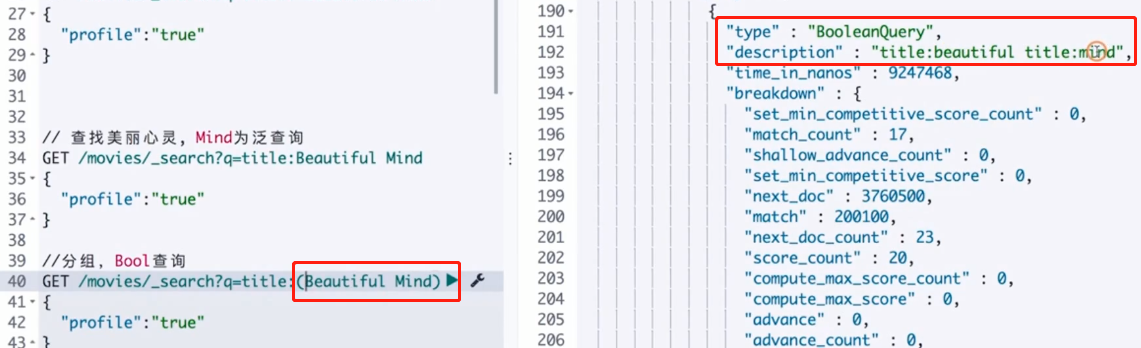 27 {
28 "profile":"true"
29 }
30
31
32
33 // 查找美丽心灵, Mind为泛查询
34 GET /movies/_search?q=title:Beautiful Mind
35 {
36 "profile":"true"
37 }
38
39 //分组, Bool查询
40 GET /movies/_search?q=title:(Beautiful Mind)
41 {
42 "profile":"true"
43 }
190 {
191 "type" : "BooleanQuery",
192 "description" : "title:beautiful title:mind",
193 "time_in_nanos" : 9247468,
194 "breakdown" : {
195 "set_min_competitive_score_count" : 0,
196 "match_count" : 17,
197 "shallow_advance_count" : 0,
198 "set_min_competitive_score" : 0,
199 "next_doc" : 3760500,
200 "match" : 200100,
201 "next_doc_count" : 23,
202 "score_count" : 20,
203 "compute_max_score_count" : 0,
204 "compute_max_score" : 0,
205 "advance" : 0,
206 "advance_count" : 0,